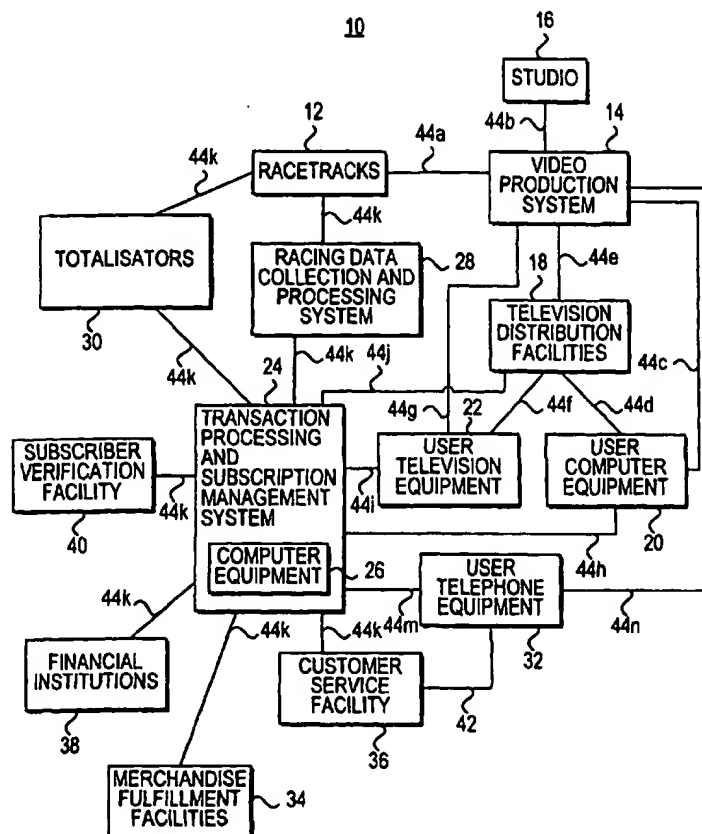 10
16
STUDIO
44b
14
12
44a
VIDEO
PRODUCTION
SYSTEM
44k
RACETRACKS
44k
TOTALISATORS
30
RACING DATA
COLLECTION AND
PROCESSING
SYSTEM
28
18
44e
TELEVISION
DISTRIBUTION
FACILITIES
44c
44k
24
44k
44j
44g
22
44f
44d
TRANSACTION
PROCESSING
AND
SUBSCRIPTION
MANAGEMENT
SYSTEM
SUBSCRIBER
VERIFICATION
FACILITY
40
44k
USER
TELEVISION
EQUIPMENT
44i
USER
COMPUTER
EQUIPMENT
20
44h
COMPUTER
EQUIPMENT
26
USER
TELEPHONE
EQUIPMENT
32
44m
44n
44k
44k
44k
FINANCIAL
INSTITUTIONS
38
CUSTOMER
SERVICE
FACILITY
36
42
MERCHANDISE
FULFILLMENT
FACILITIES
34